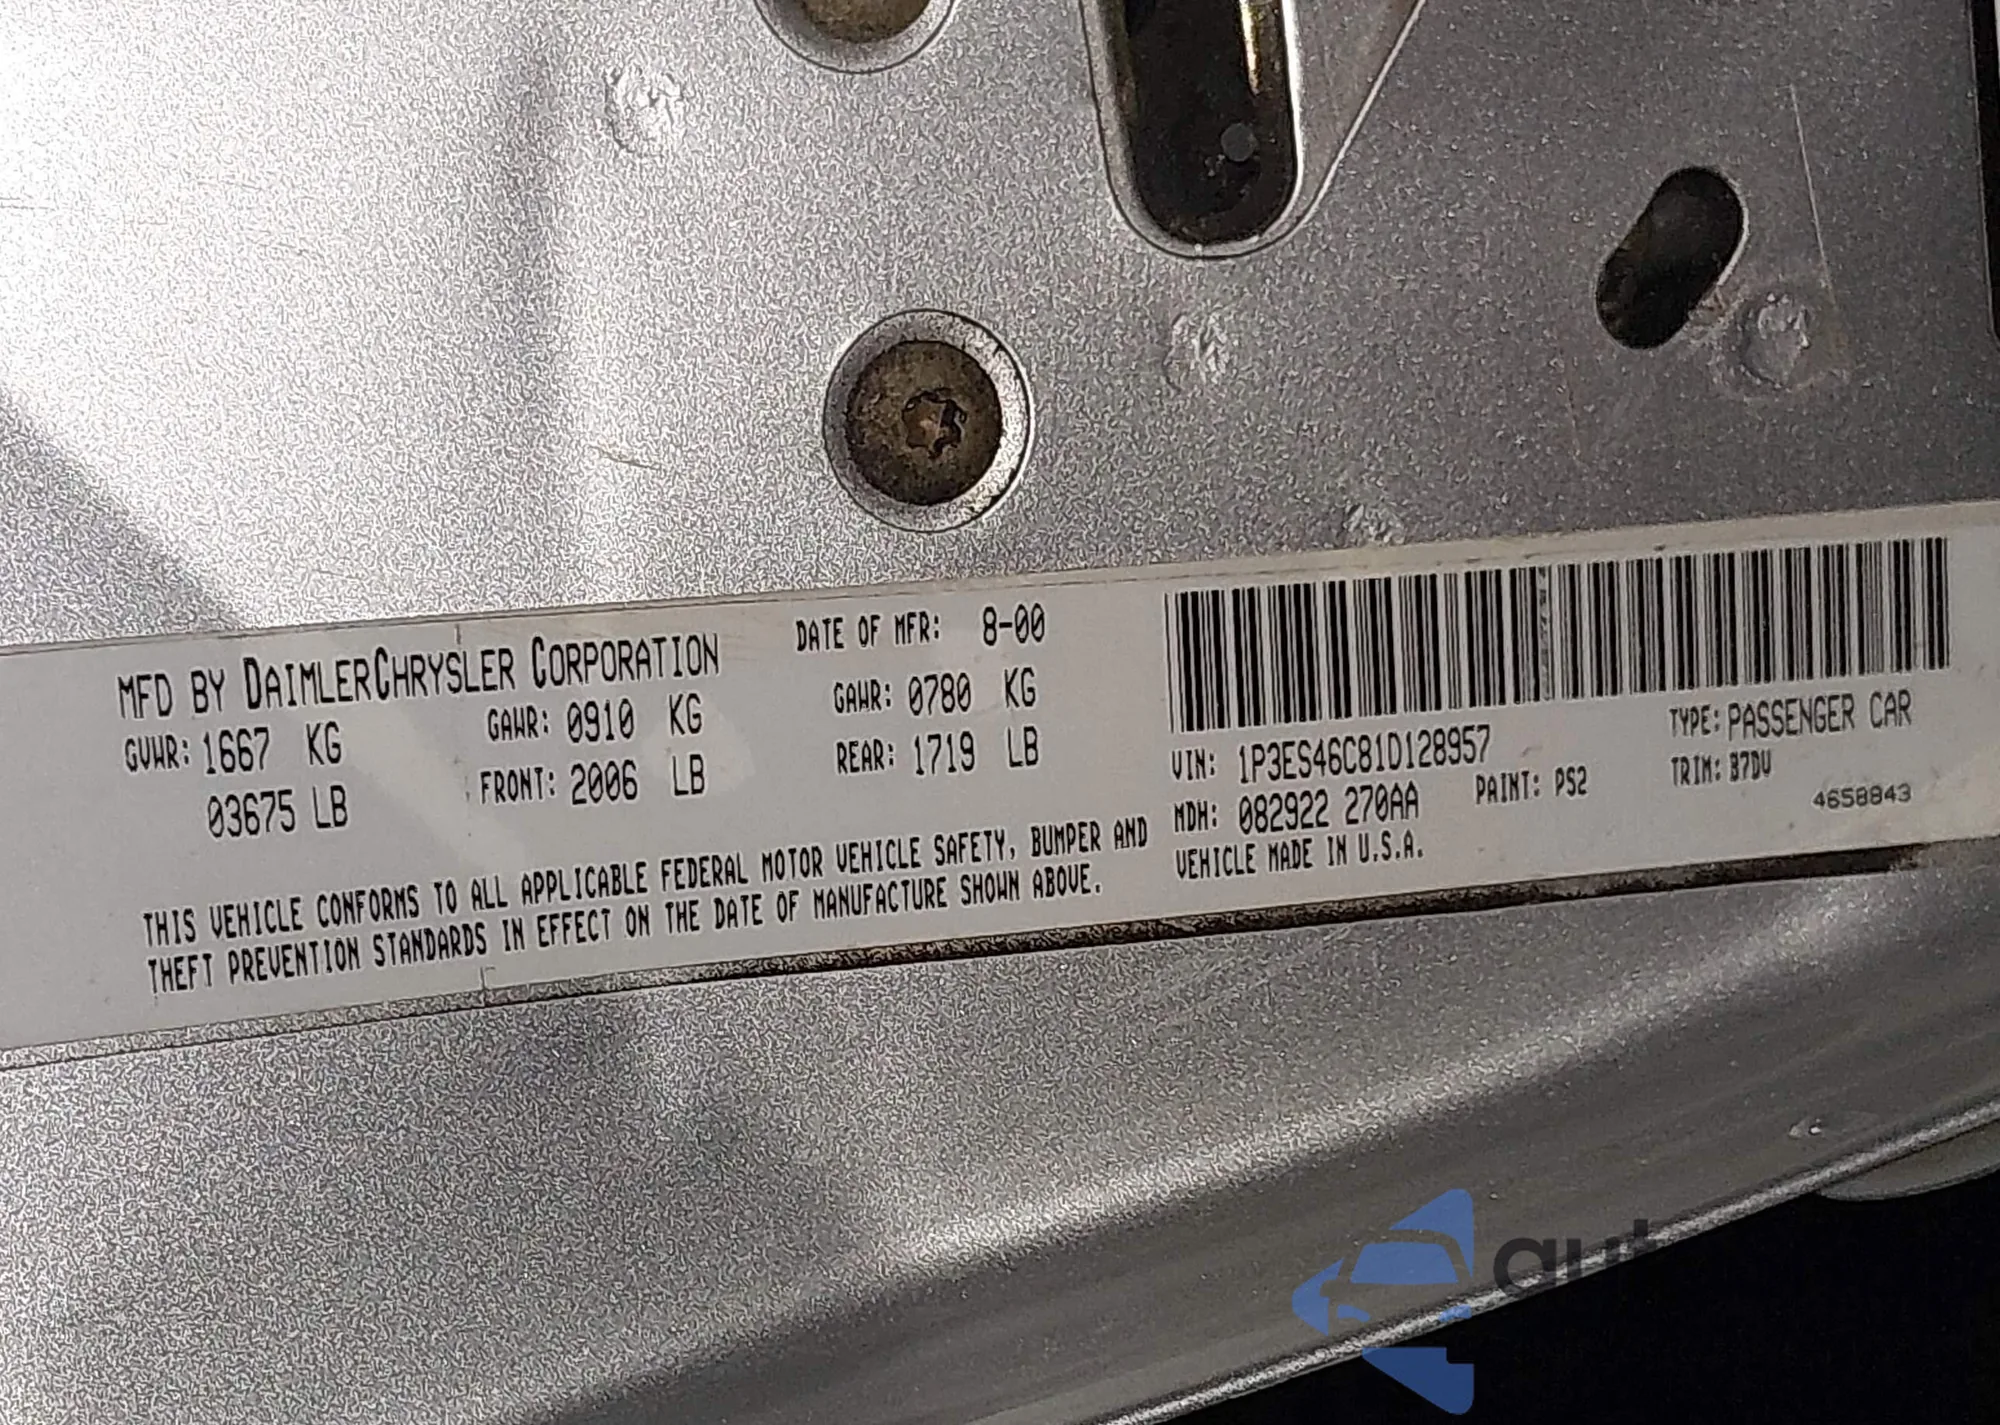 MFD BY DAIMLERCHRYSLER CORPORATION DATE OF MFR: 8-00
GVWR: 1667 KG GAWR: 0910 KG GAWR: 0780 KG
03675 LB FRONT: 2006 LB REAR: 1719 LB
THIS VEHICLE CONFORMS TO ALL APPLICABLE FEDERAL MOTOR VEHICLE SAFETY, BUMPER AND
THEFT PREVENTION STANDARDS IN EFFECT ON THE DATE OF MANUFACTURE SHOWN ABOVE.
VIN: 1P3ES46C81D128957 TYPE: PASSENGER CAR
MDH: 082922 270AA PAINT: PS2 TRIM: B7DV
VEHICLE MADE IN U.S.A. 4658843